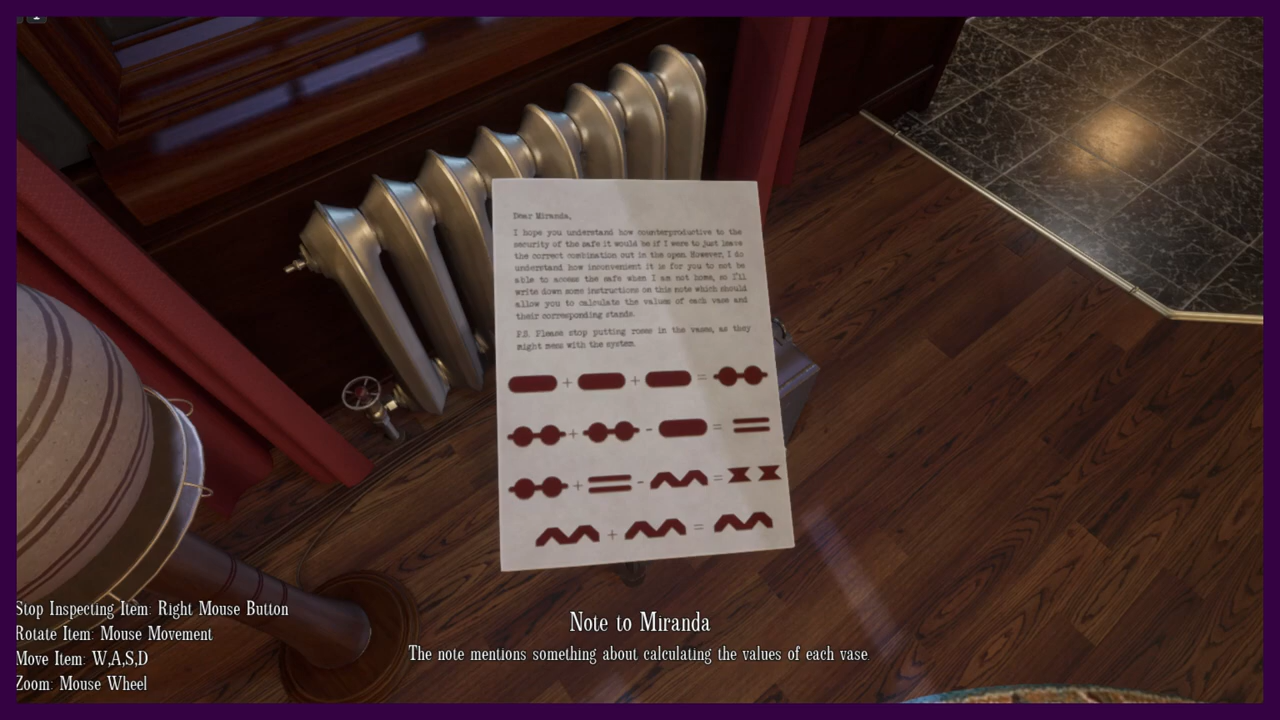 Dear Miranda,
I hope you understand how counterproductive to the
security of the safe it would be if I were to just leave
the correct combination out in the open. However, I do
understand how inconvenient it is for you to not be
able to access the safe when I am not home, so I'll
write down some instructions on this note which should
allow you to calculate the values of each vase and
their corresponding stands.
P.S. Please stop putting roses in the vases, as they
might mess with the system.
+ + =
+ - =
+ - =
+ =
Stop Inspecting Item: Right Mouse Button
Rotate Item: Mouse Movement
Move Item: W,A,S,D
Zoom: Mouse Wheel
Note to Miranda
The note mentions something about calculating the values of each vase.